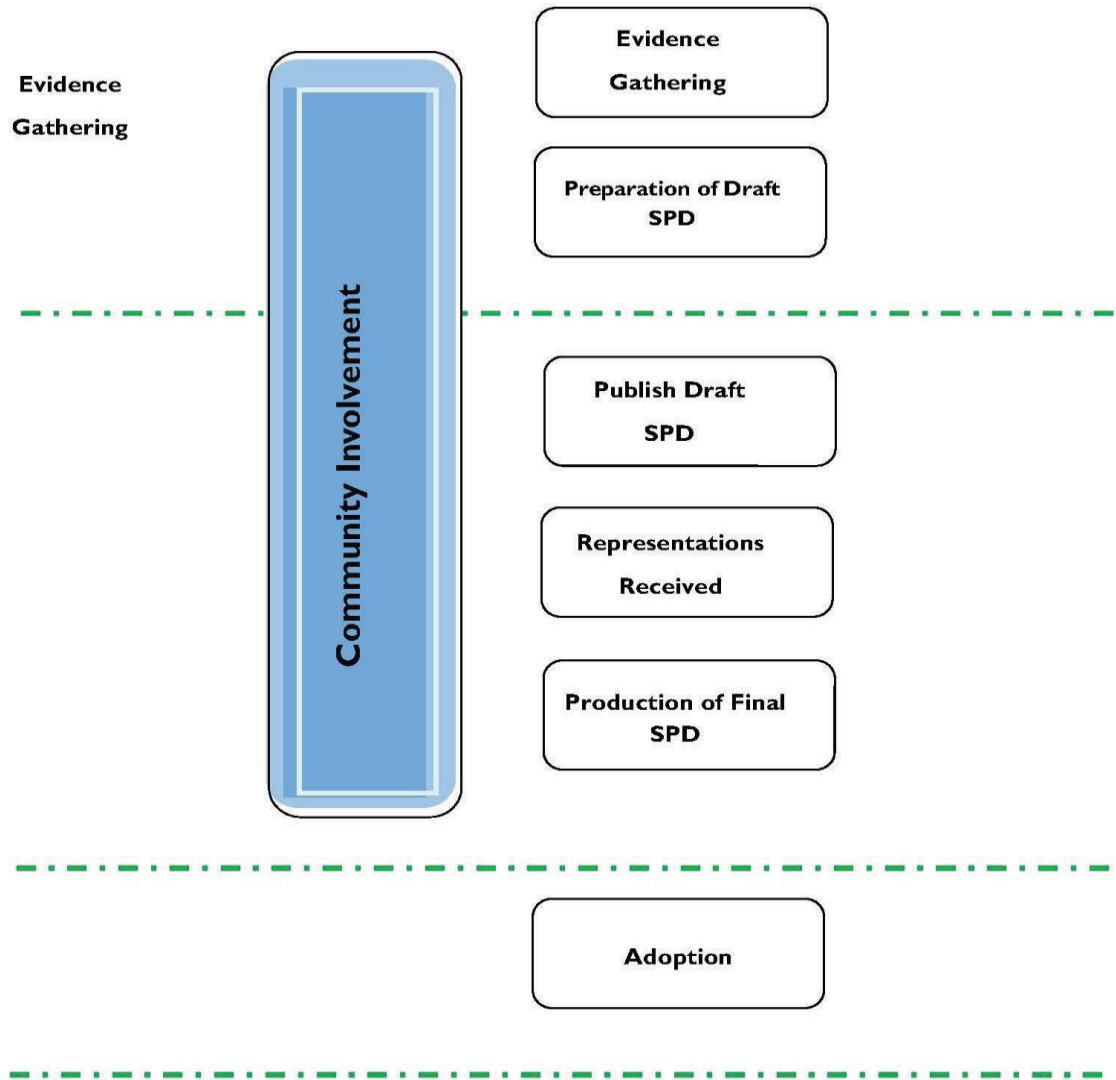 Evidence
Gathering
Community Involvement
Evidence
Gathering
Preparation of Draft
SPD
Publish Draft
SPD
Representations
Received
Production of Final
SPD
Adoption